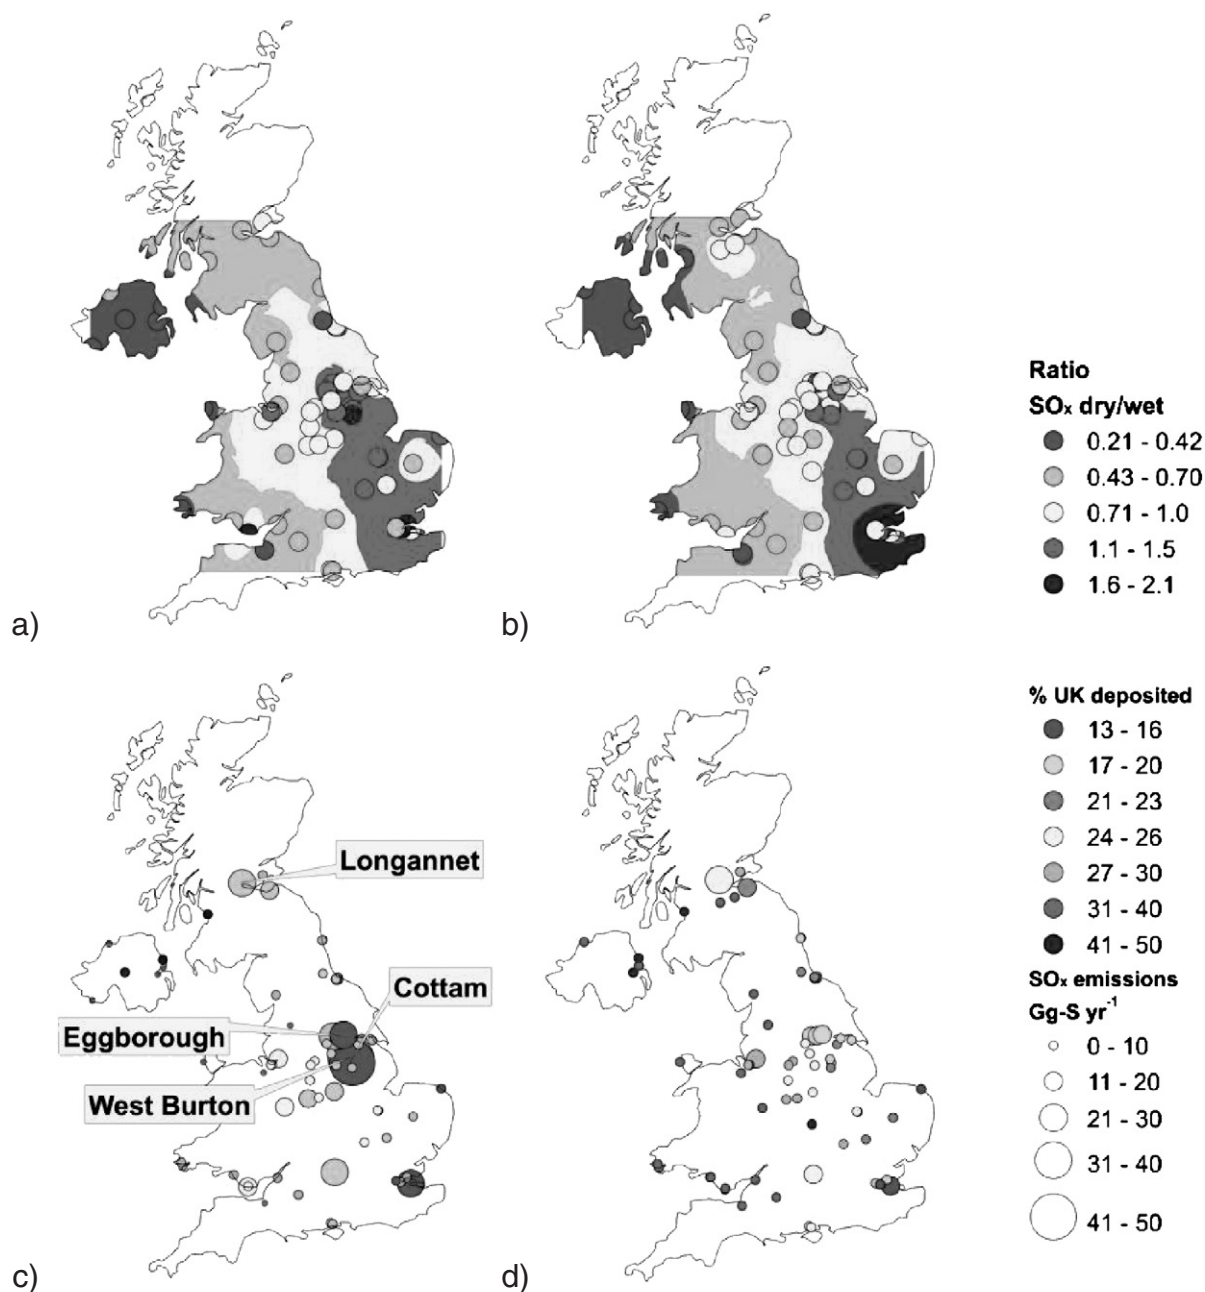 a)
b)
Ratio
SOx dry/wet
0.21 - 0.42
0.43 - 0.70
0.71 - 1.0
1.1 - 1.5
1.6 - 2.1
c)
Longannet
Cottam
Eggborough
West Burton
d)
% UK deposited
13 - 16
17 - 20
21 - 23
24 - 26
27 - 30
31 - 40
41 - 50
SOx emissions
Gg-S yr-1
0 - 10
11 - 20
21 - 30
31 - 40
41 - 50